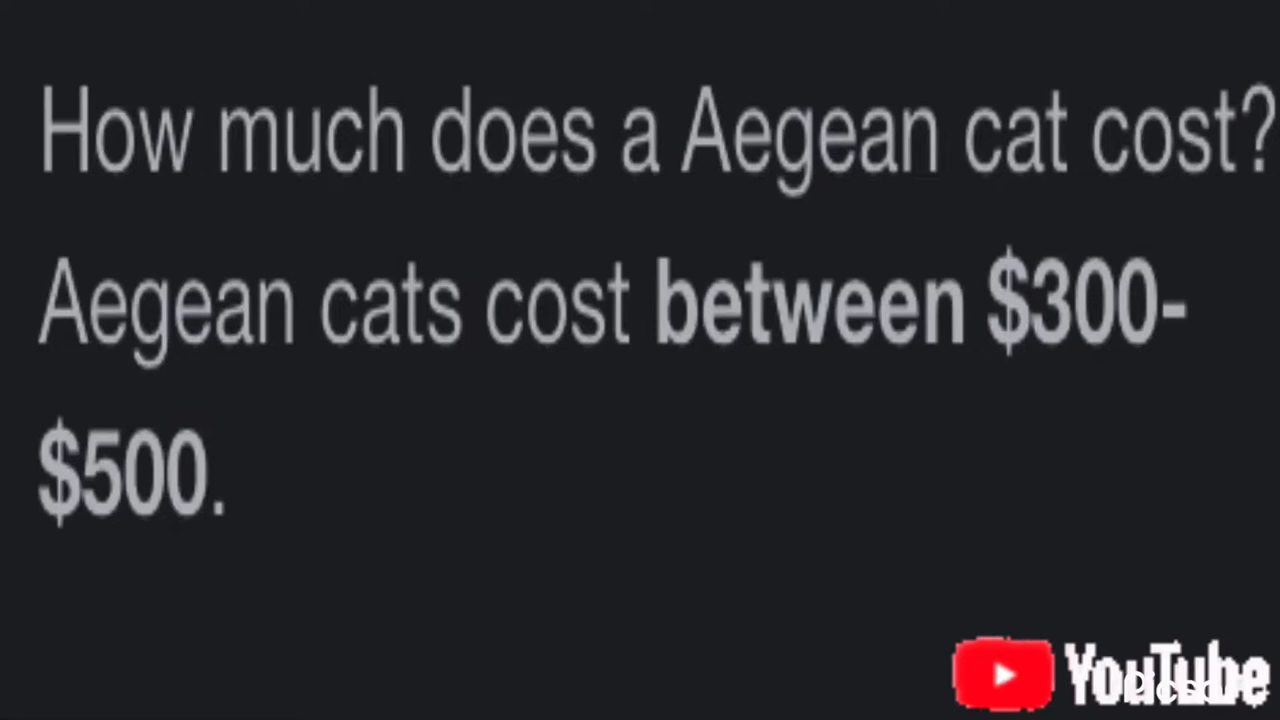 How much does a Aegean cat cost?
Aegean cats cost between $300-
$500.
YouTube